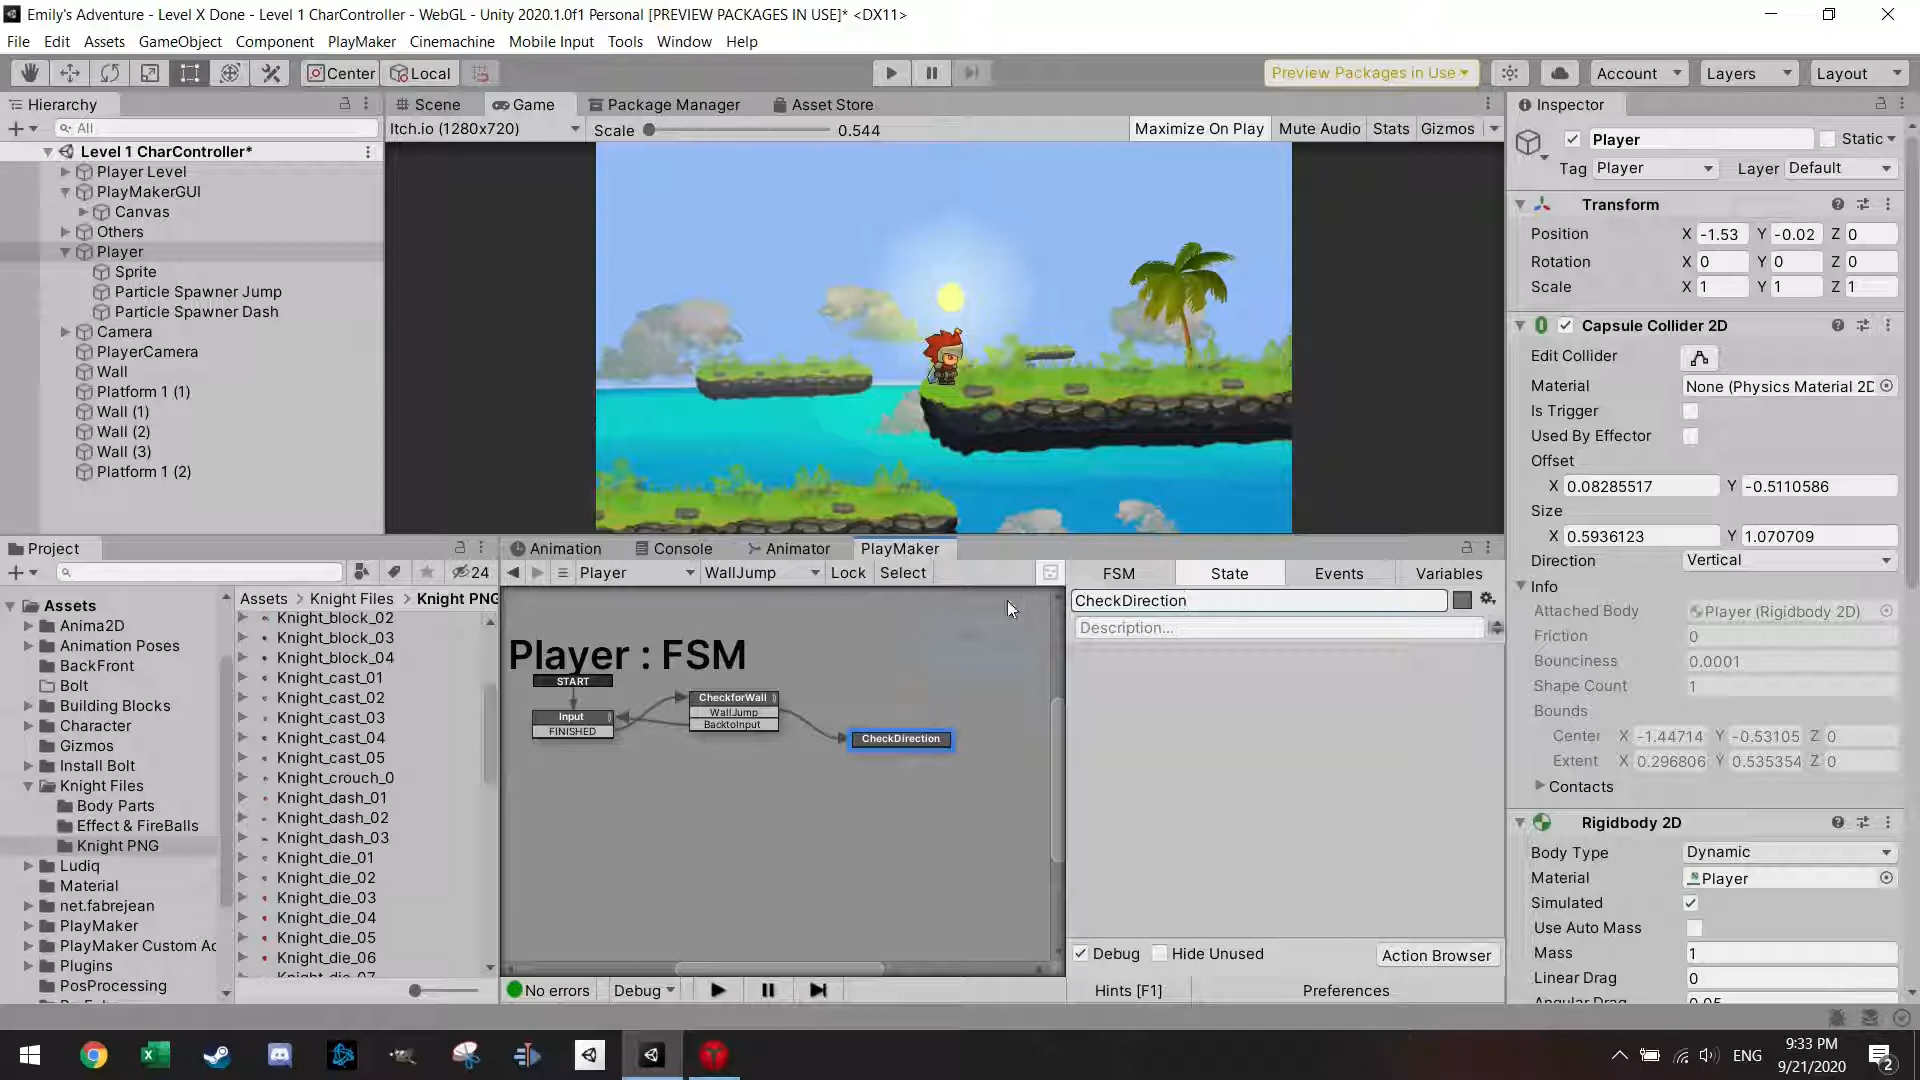 Emily's Adventure - Level X Done - Level 1 CharController - WebGL - Unity 2020.1.0f1 Personal [PREVIEW PACKAGES IN USE]* <DX11>
File Edit Assets GameObject Component PlayMaker Cinemachine Mobile Input Tools Window Help
Center Local Preview Packages in Use Account Layers Layout
Hierarchy
All
Level 1 CharController*
Player Level
PlayMakerGUI
Canvas
Others
Player
Sprite
Particle Spawner Jump
Particle Spawner Dash
Camera
PlayerCamera
Wall
Platform 1 (1)
Wall (1)
Wall (2)
Wall (3)
Platform 1 (2)
Scene Game Package Manager Asset Store
Itch.io (1280x720) Scale 0.544 Maximize On Play Mute Audio Stats Gizmos
Inspector
Player Static
Tag Player Layer Default
Transform
Position X -1.53 Y -0.02 Z 0
Rotation X 0 Y 0 Z 0
Scale X 1 Y 1 Z 1
Capsule Collider 2D
Edit Collider
Material None (Physics Material 2D
Is Trigger
Used By Effector
Offset
X 0.08285517 Y -0.5110586
Size
X 0.5936123 Y 1.070709
Direction Vertical
Info
Attached Body Player (Rigidbody 2D)
Friction 0
Bounciness 0.0001
Shape Count 1
Bounds
Center X -1.44714 Y -0.53105 Z 0
Extent X 0.296806 Y 0.535354 Z 0
Contacts
Rigidbody 2D
Body Type Dynamic
Material Player
Simulated
Use Auto Mass
Mass 1
Linear Drag 0
Angular Drag 0.05
Project
24
Assets
Anima2D
Animation Poses
BackFront
Bolt
Building Blocks
Character
Gizmos
Install Bolt
Knight Files
Body Parts
Effect & FireBalls
Knight PNG
Ludiq
Material
net.fabrejean
PlayMaker
PlayMaker Custom Ac
Plugins
PosProcessing
Assets > Knight Files > Knight PNG
Knight_block_02
Knight_block_03
Knight_block_04
Knight_cast_01
Knight_cast_02
Knight_cast_03
Knight_cast_04
Knight_cast_05
Knight_crouch_0
Knight_dash_01
Knight_dash_02
Knight_dash_03
Knight_die_01
Knight_die_02
Knight_die_03
Knight_die_04
Knight_die_05
Knight_die_06
Knight_die_07
Animation Console Animator PlayMaker
Player WallJump Lock Select
Player : FSM
START
Input
FINISHED
CheckforWall
WallJump
BacktoInput
CheckDirection
FSM State Events Variables
CheckDirection
Description...
Debug Hide Unused Action Browser
No errors Debug Hints [F1] Preferences
ENG
9:33 PM
9/21/2020
2